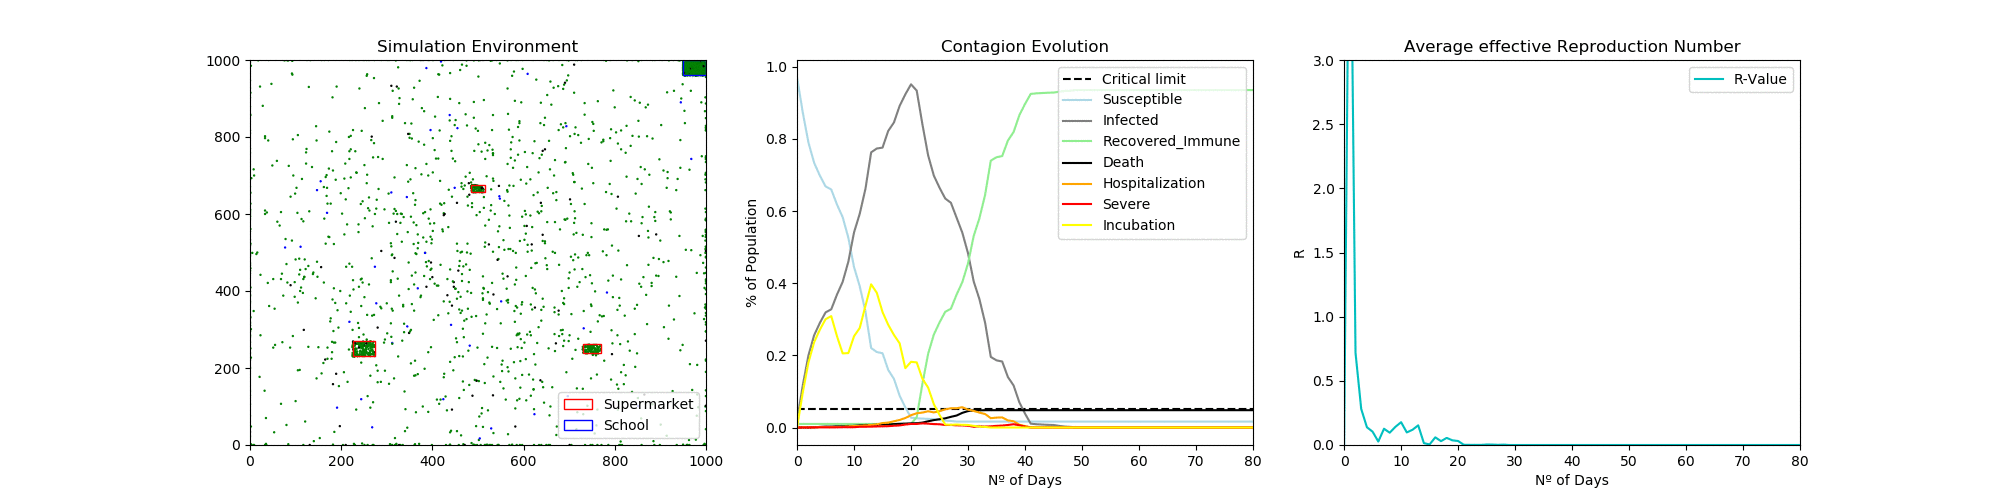 Simulation Environment
1000
800
600
400
200
0
0 200 400 600 800 1000
Supermarket
School
Contagion Evolution
% of Population
1.0
0.8
0.6
0.4
0.2
0.0
0 10 20 30 40 50 60 70 80
Nº of Days
Critical limit
Susceptible
Infected
Recovered_Immune
Death
Hospitalization
Severe
Incubation
Average effective Reproduction Number
R
3.0
2.5
2.0
1.5
1.0
0.5
0.0
0 10 20 30 40 50 60 70 80
Nº of Days
R-Value